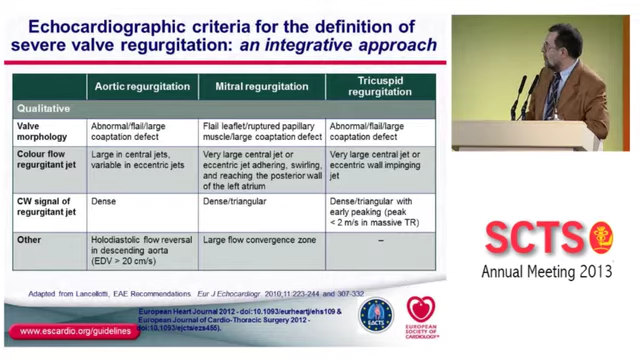 Echocardiographic criteria for the definition of
severe valve regurgitation: an integrative approach
Aortic regurgitation Mitral regurgitation Tricuspid
regurgitation
Qualitative
Valve
morphology
Abnormal/flail/large
coaptation defect
Flail leaflet/ruptured papillary
muscle/large coaptation defect
Abnormal/flail/large
coaptation defect
Colour flow
regurgitant jet
Large in central jets,
variable in eccentric jets
Very large central jet or
eccentric jet adhering, swirling,
and reaching the posterior wall
of the left atrium
Very large central jet or
eccentric wall impinging
jet
CW signal of
regurgitant jet
Dense
Dense/triangular
Dense/triangular with
early peaking (peak
< 2 m/s in massive TR)
Other
Holodiastolic flow reversal
in descending aorta
(EDV > 20 cm/s)
Large flow convergence zone
–
Adapted from Lancellotti, EAE Recommendations. Eur J Echocardiogr. 2010;11:223-244 and 307-332
www.escardio.org/guidelines
European Heart Journal 2012 - doi:10.1093/eurheartj/ehs109 &
European Journal of Cardio-Thoracic Surgery 2012 -
doi:10.1093/ejcts/ezs455).
EACTS
EUROPEAN
SOCIETY OF
CARDIOLOGY®
SCTS
Annual Meeting 2013